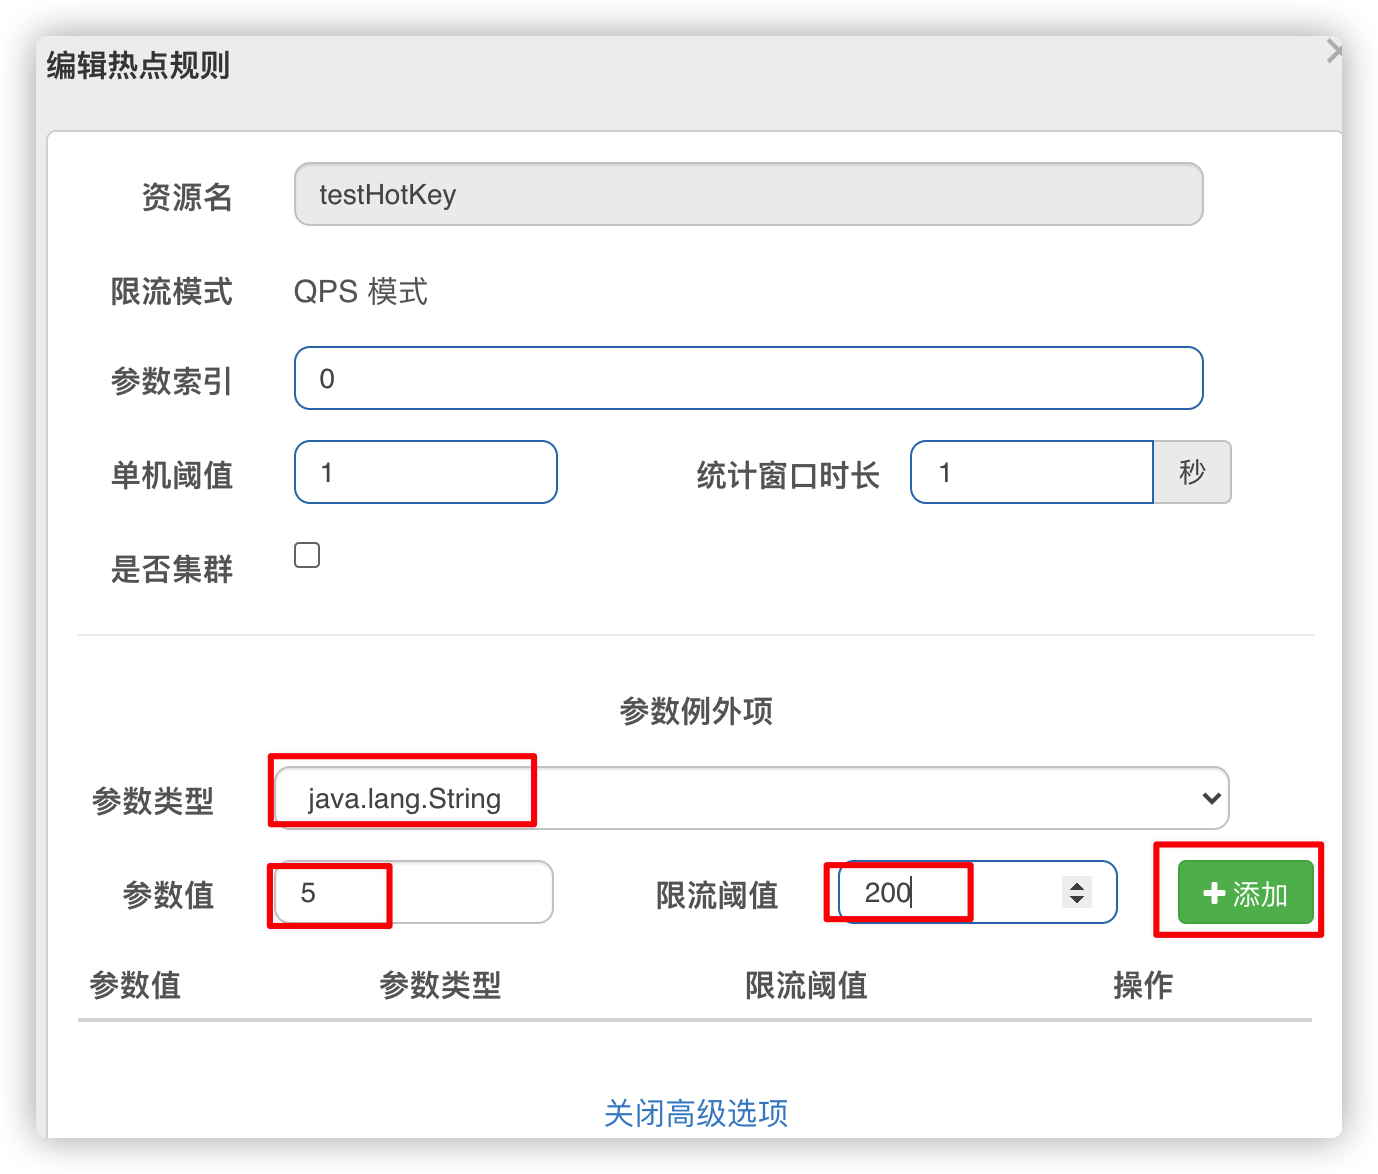 编辑热点规则
资源名 testHotKey
限流模式 QPS 模式
参数索引 0
单机阈值 1 统计窗口时长 1 秒
是否集群
参数例外项
参数类型 java.lang.String
参数值 5 限流阈值 200 添加
参数值 参数类型 限流阈值 操作
关闭高级选项